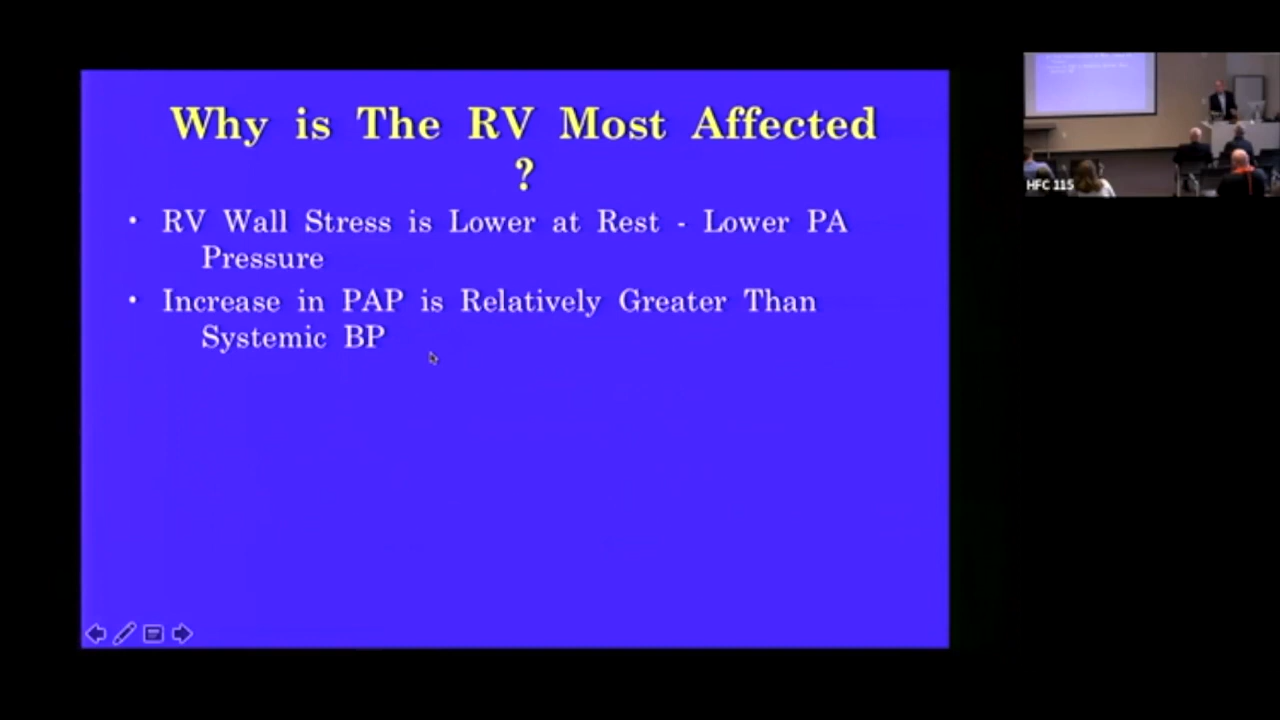 Why is The RV Most Affected
?
• RV Wall Stress is Lower at Rest - Lower PA
Pressure
• Increase in PAP is Relatively Greater Than
Systemic BP
HFC 115